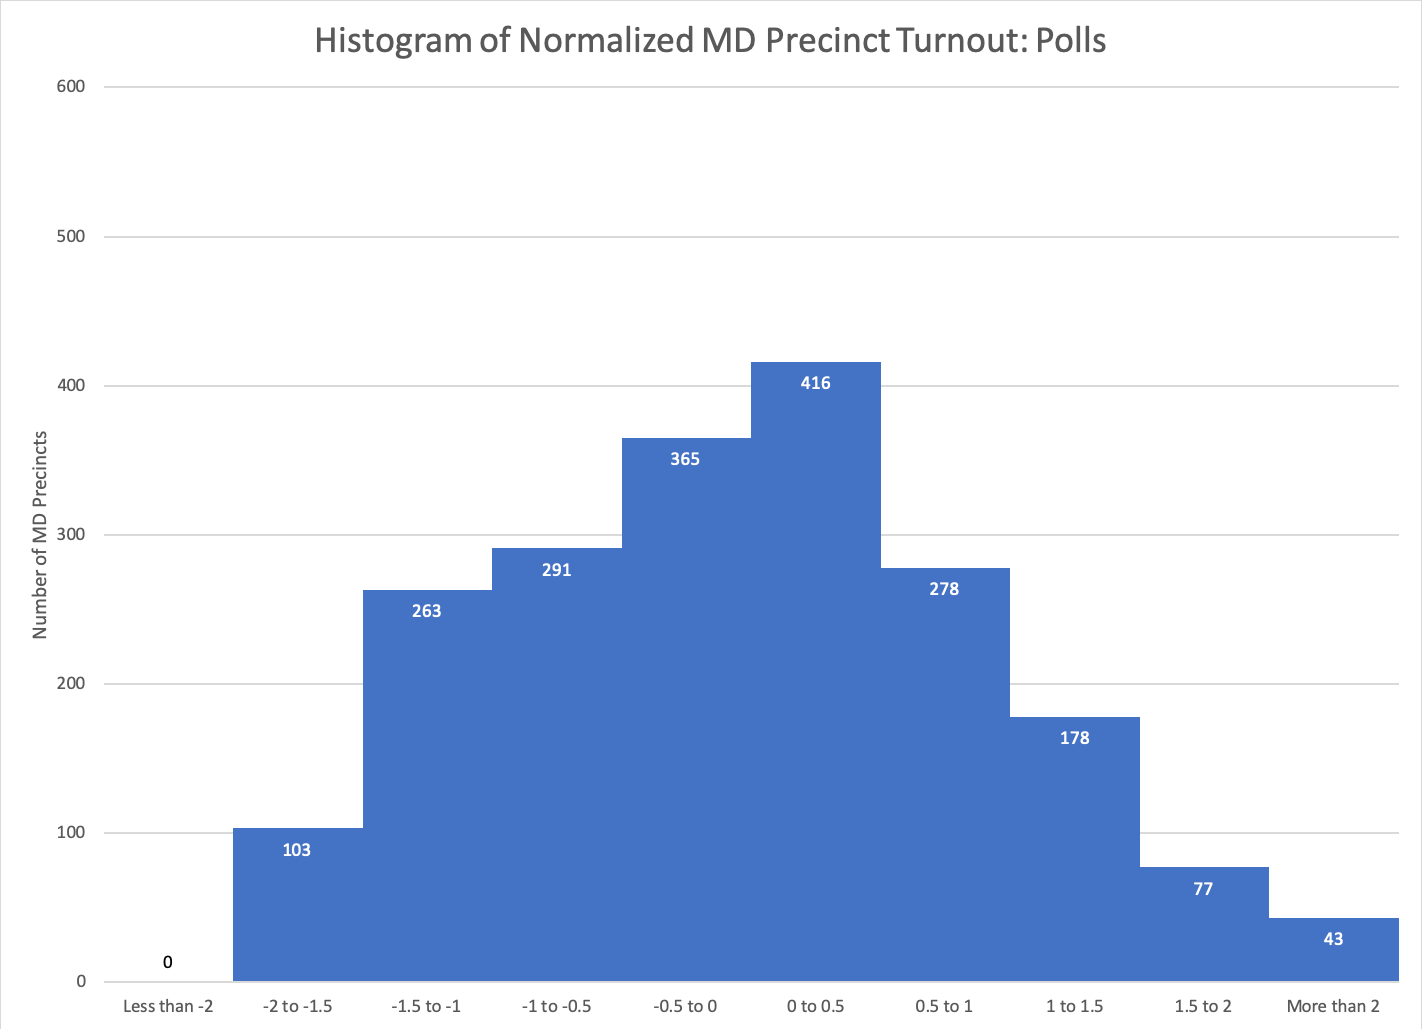 Histogram of Normalized MD Precinct Turnout: Polls
600
500
400
300
200
100
0
Number of MD Precincts
0
103
263
291
365
416
278
178
77
43
Less than -2
-2 to -1.5
-1.5 to -1
-1 to -0.5
-0.5 to 0
0 to 0.5
0.5 to 1
1 to 1.5
1.5 to 2
More than 2